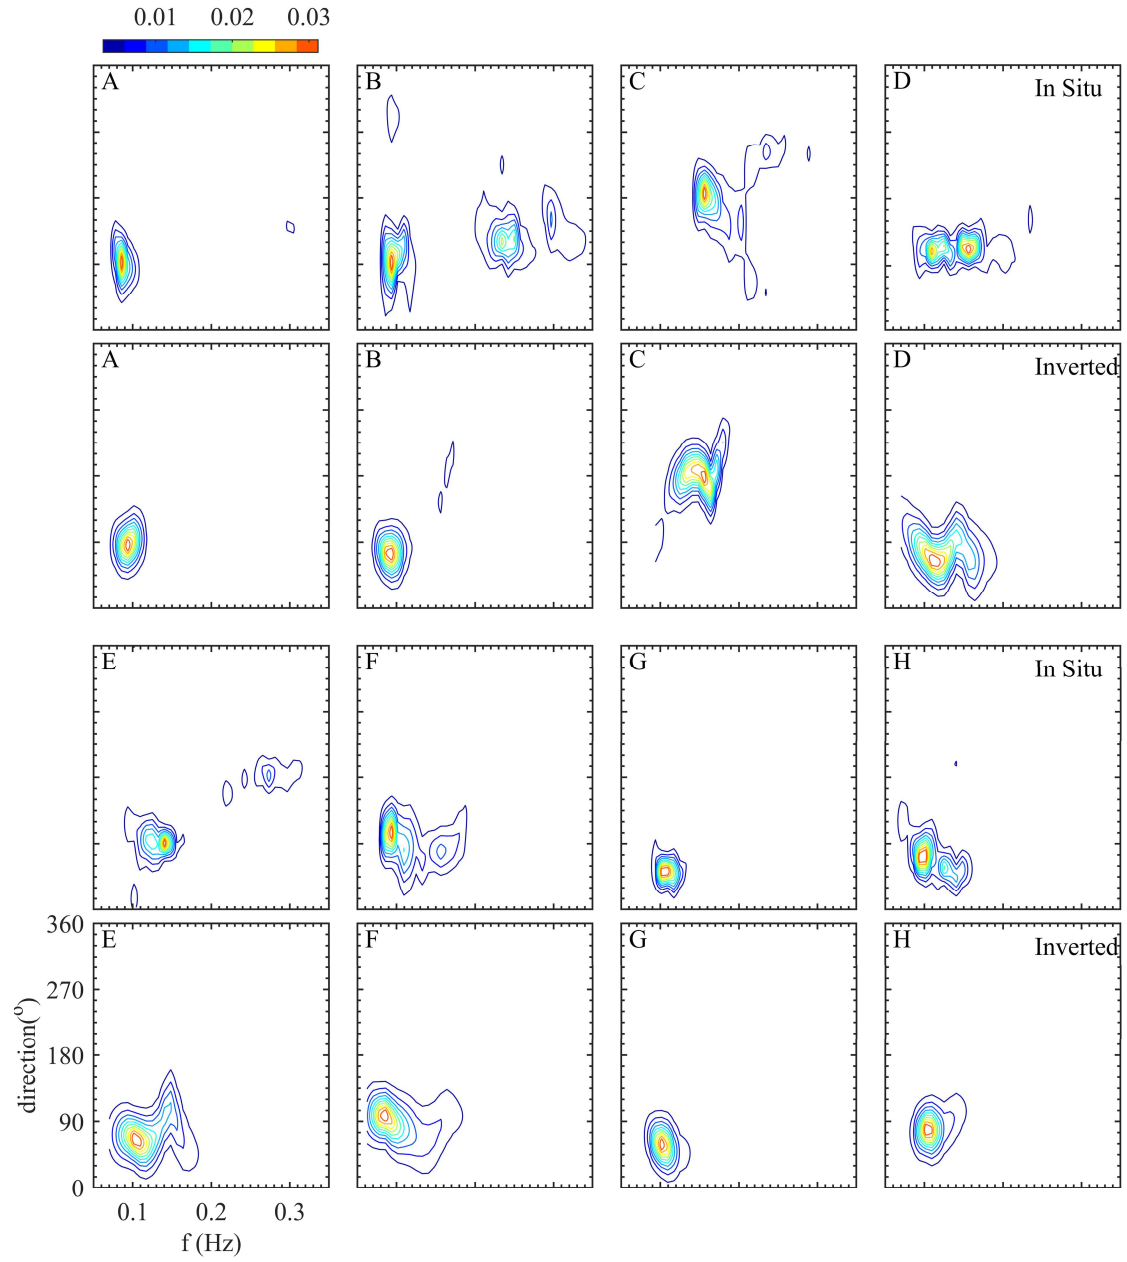 0.01 0.02 0.03
A B C D In Situ
A B C D Inverted
E F G H In Situ
E F G H Inverted
360
270
180
90
0
direction(°)
0.1 0.2 0.3
f (Hz)